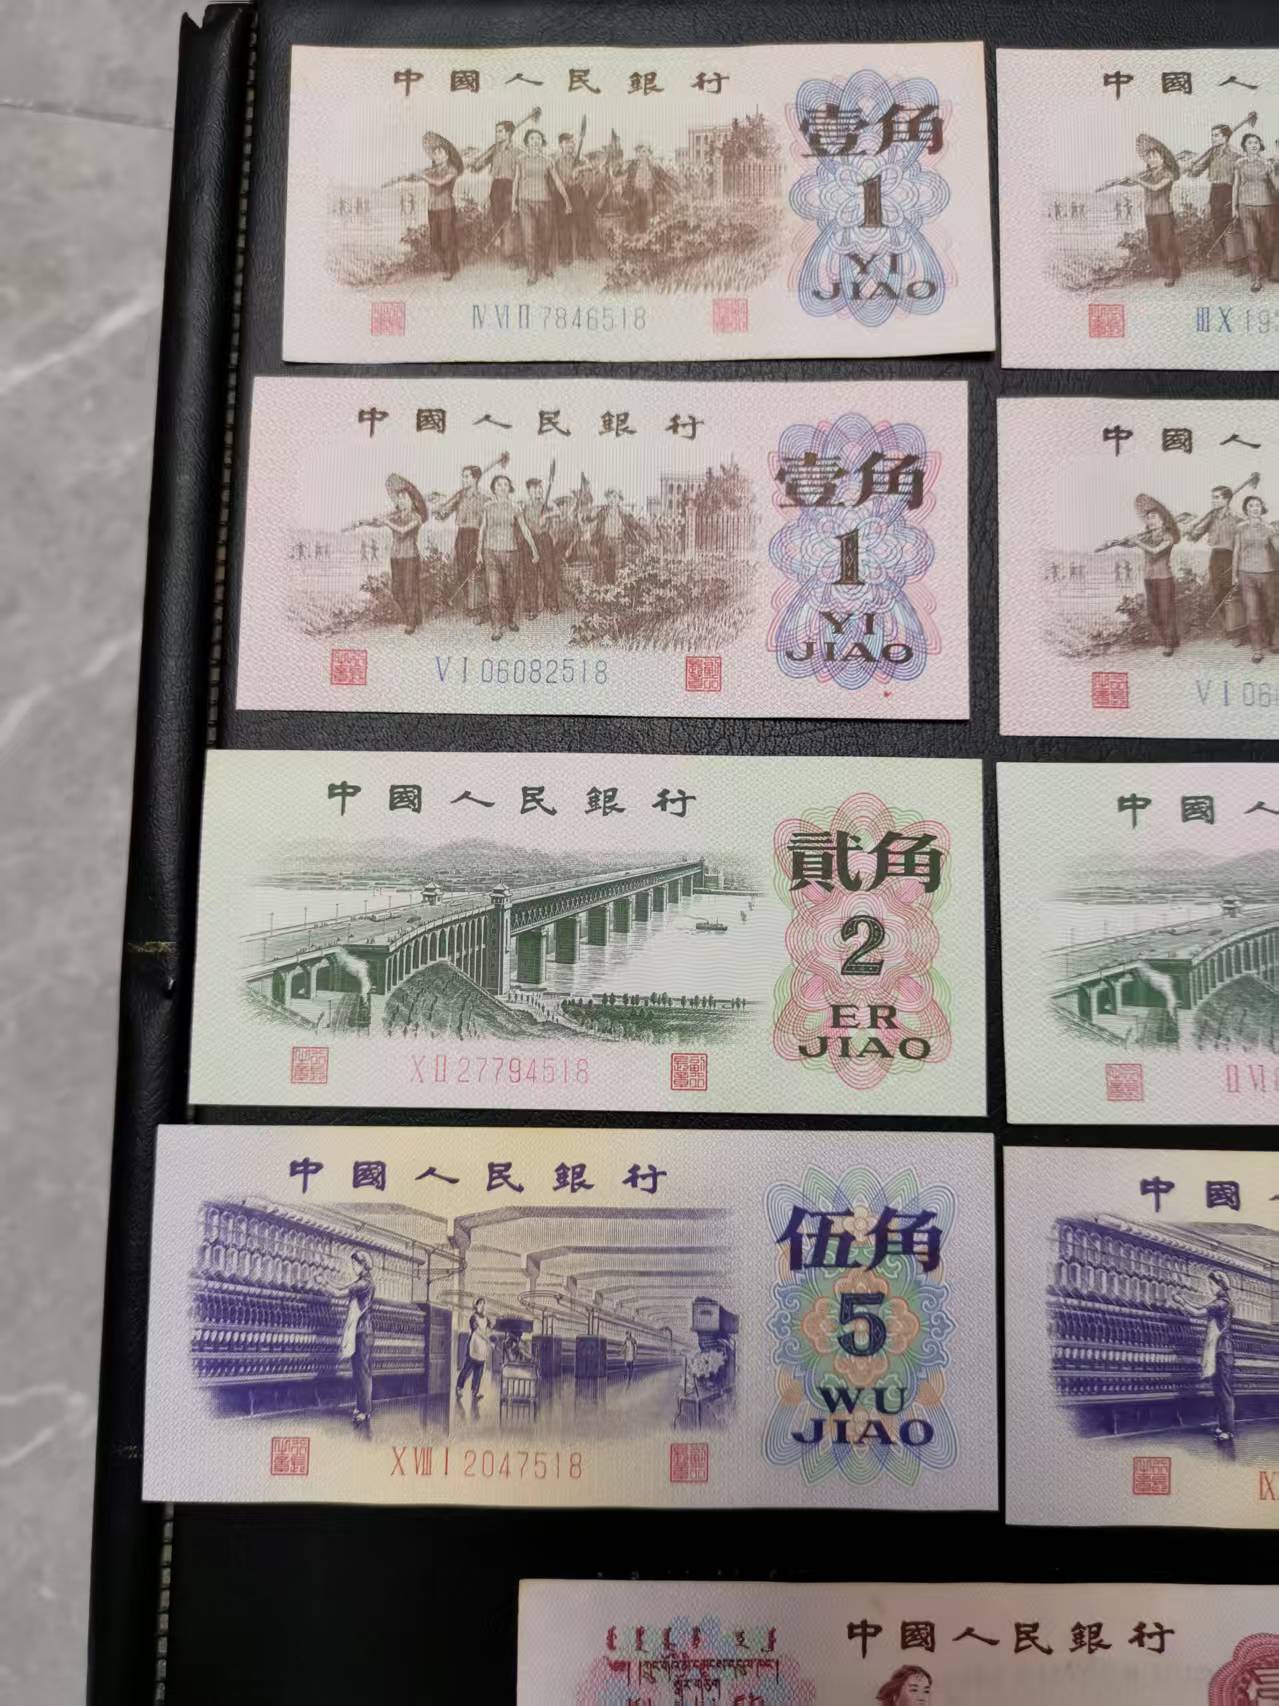 中國人民銀行
壹角
1
YI
JIAO
Ⅳ Ⅵ Ⅱ 7846518
中國人
Ⅲ Ⅹ 19
中國人民銀行
壹角
1
YI
JIAO
Ⅴ Ⅰ 06082518
中國人
Ⅴ Ⅰ 06
中國人民銀行
貳角
2
ER
JIAO
Ⅹ Ⅱ 27794518
中國
Ⅱ Ⅵ
中國人民銀行
伍角
5
WU
JIAO
Ⅹ Ⅷ Ⅰ 2047518
中國
Ⅸ
中國人民銀行